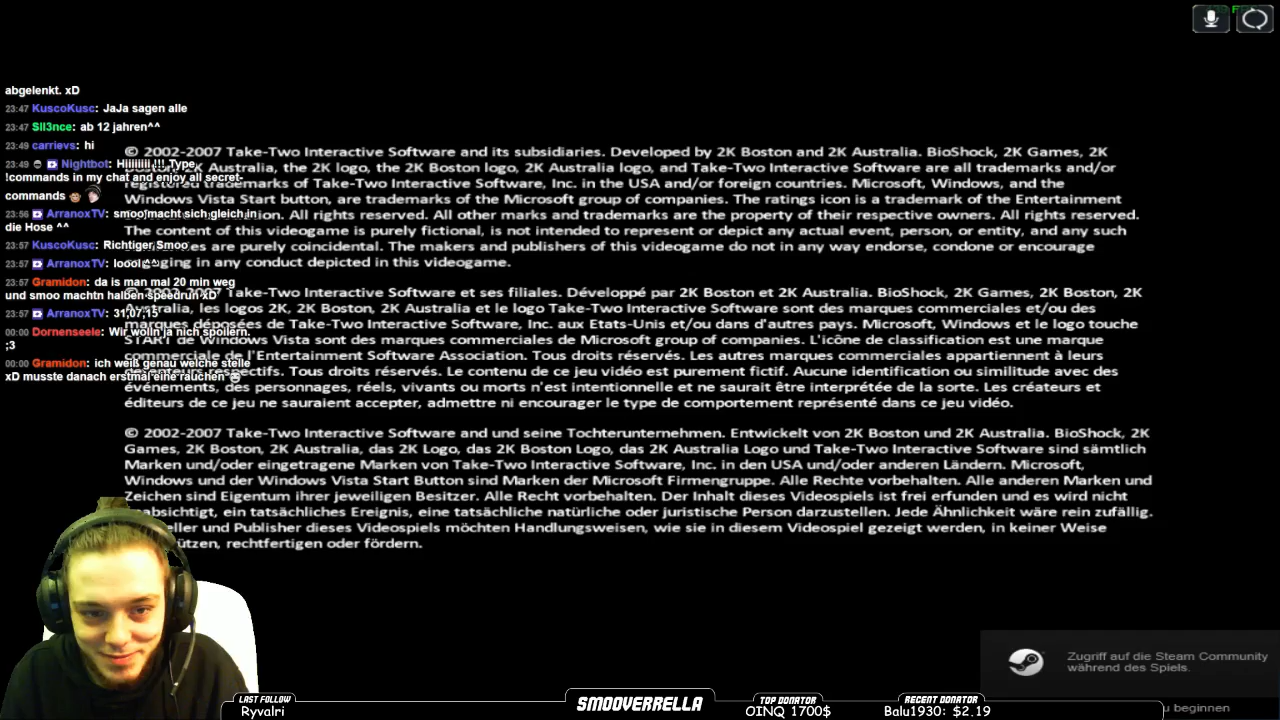 abgelenkt. xD
23:47 KuscoKusc: JaJa sagen alle
23:47 Sll3nce: ab 12 jahren^^
23:49 carrievs: hi
23:49 Nightbot: Hiiiiiiii !!! Type
!commands in my chat and enjoy all secret-
commands
23:56 ArranoxTV: smoo macht sich gleich in
die Hose ^^
23:57 KuscoKusc: Richtiger Smoo
23:57 ArranoxTV: looolg^^
23:57 Gramidon: da is man mal 20 min weg
und smoo machtn halben speedrun xD
23:57 ArranoxTV: 31,07,15
00:00 Dornenseele: Wir wolln ja nich spoilern.
;3
00:00 Gramidon: ich weiß genau welche stelle
xD musste danach erstmal eine rauchen
© 2002-2007 Take-Two Interactive Software and its subsidiaries. Developed by 2K Boston and 2K Australia. BioShock, 2K Games, 2K
2K Australia, the 2K logo, the 2K Boston logo, 2K Australia logo, and Take-Two Interactive Software are all trademarks and/or
registered trademarks of Take-Two Interactive Software, Inc. in the USA and/or foreign countries. Microsoft, Windows, and the
Windows Vista Start button, are trademarks of the Microsoft group of companies. The ratings icon is a trademark of the Entertainment
All rights reserved. All other marks and trademarks are the property of their respective owners. All rights reserved.
The content of this videogame is purely fictional, is not intended to represent or depict any actual event, person, or entity, and any such
are purely coincidental. The makers and publishers of this videogame do not in any way endorse, condone or encourage
in any conduct depicted in this videogame.
Take-Two Interactive Software et ses filiales. Développé par 2K Boston et 2K Australia. BioShock, 2K Games, 2K Boston, 2K
les logos 2K, 2K Boston, 2K Australia et le logo Take-Two Interactive Software sont des marques commerciales et/ou des
marques déposées de Take-Two Interactive Software, Inc. aux Etats-Unis et/ou dans d'autres pays. Microsoft, Windows et le logo touche
START de Windows Vista sont des marques commerciales de Microsoft group of companies. L'icône de classification est une marque
commerciale de l'Entertainment Software Association. Tous droits réservés. Les autres marques commerciales appartiennent à leurs
respectifs. Tous droits réservés. Le contenu de ce jeu vidéo est purement fictif. Aucune identification ou similitude avec des
événements, des personnages, réels, vivants ou morts n'est intentionnelle et ne saurait être interprétée de la sorte. Les créateurs et
éditeurs de ce jeu ne sauraient accepter, admettre ni encourager le type de comportement représenté dans ce jeu vidéo.
© 2002-2007 Take-Two Interactive Software and und seine Tochterunternehmen. Entwickelt von 2K Boston und 2K Australia. BioShock, 2K
Games, 2K Boston, 2K Australia, das 2K Logo, das 2K Boston Logo, das 2K Australia Logo und Take-Two Interactive Software sind sämtlich
Marken und/oder eingetragene Marken von Take-Two Interactive Software, Inc. in den USA und/oder anderen Ländern. Microsoft,
Windows und der Windows Vista Start Button sind Marken der Microsoft Firmengruppe. Alle Rechte vorbehalten. Alle anderen Marken und
Zeichen sind Eigentum ihrer jeweiligen Besitzer. Alle Recht vorbehalten. Der Inhalt dieses Videospiels ist frei erfunden und es wird nicht
ein tatsächliches Ereignis, eine tatsächliche natürliche oder juristische Person darzustellen. Jede Ähnlichkeit wäre rein zufällig.
und Publisher dieses Videospiels möchten Handlungsweisen, wie sie in diesem Videospiel gezeigt werden, in keiner Weise
rechtfertigen oder fördern.
Zugriff auf die Steam Community
während des Spiels.
beginnen
LAST FOLLOW
Ryvalri
SMOOVERRELLA
TOP DONATOR
OINQ 1700$
RECENT DONATOR
Balu1930: $2.19